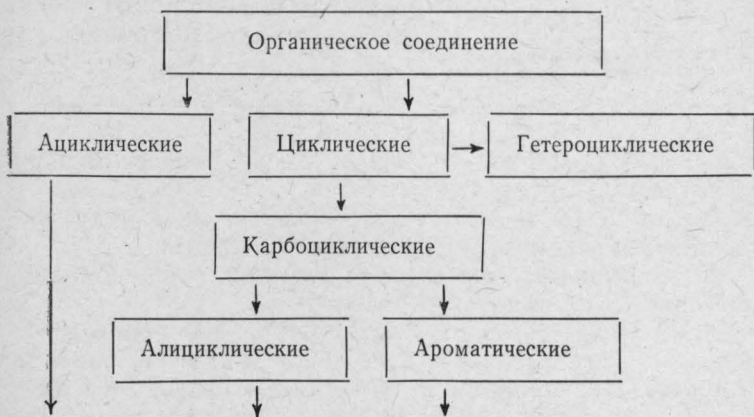 Органическое соединение
Ациклические
Циклические
Гетероциклические
Карбоциклические
Алициклические
Ароматические